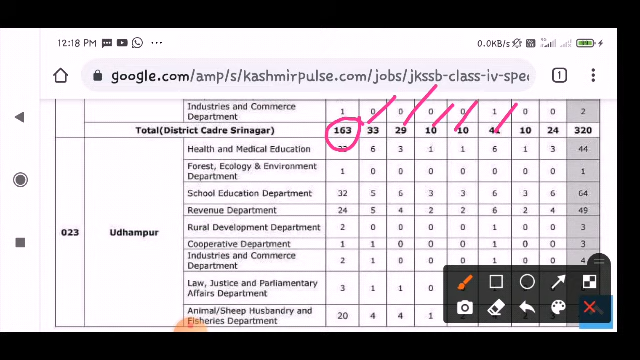 12:18 PM 0.0KB/s
google.com/amp/s/kashmirpulse.com/jobs/jkssb-class-iv-spec 1
Industries and Commerce Department 1 0 0 0 0 1 0 0 2
Total(District Cadre Srinagar) 163 33 29 10 10 41 10 24 320
Health and Medical Education 6 3 1 1 6 1 3 44
Forest, Ecology & Environment Department 1 0 0 0 0 0 0 0 1
School Education Department 32 5 6 3 3 6 3 6 64
023 Udhampur Revenue Department 24 5 4 2 2 6 2 4 49
Rural Development Department 2 0 0 0 0 1 0 0 3
Cooperative Department 1 1 0 0 0 1 0 0 3
Industries and Commerce Department 2 1 0 0 0 1 4
Law, Justice and Parliamentary Affairs Department 3 1 1 0
Animal/Sheep Husbandry and Fisheries Department 20 4 4 1